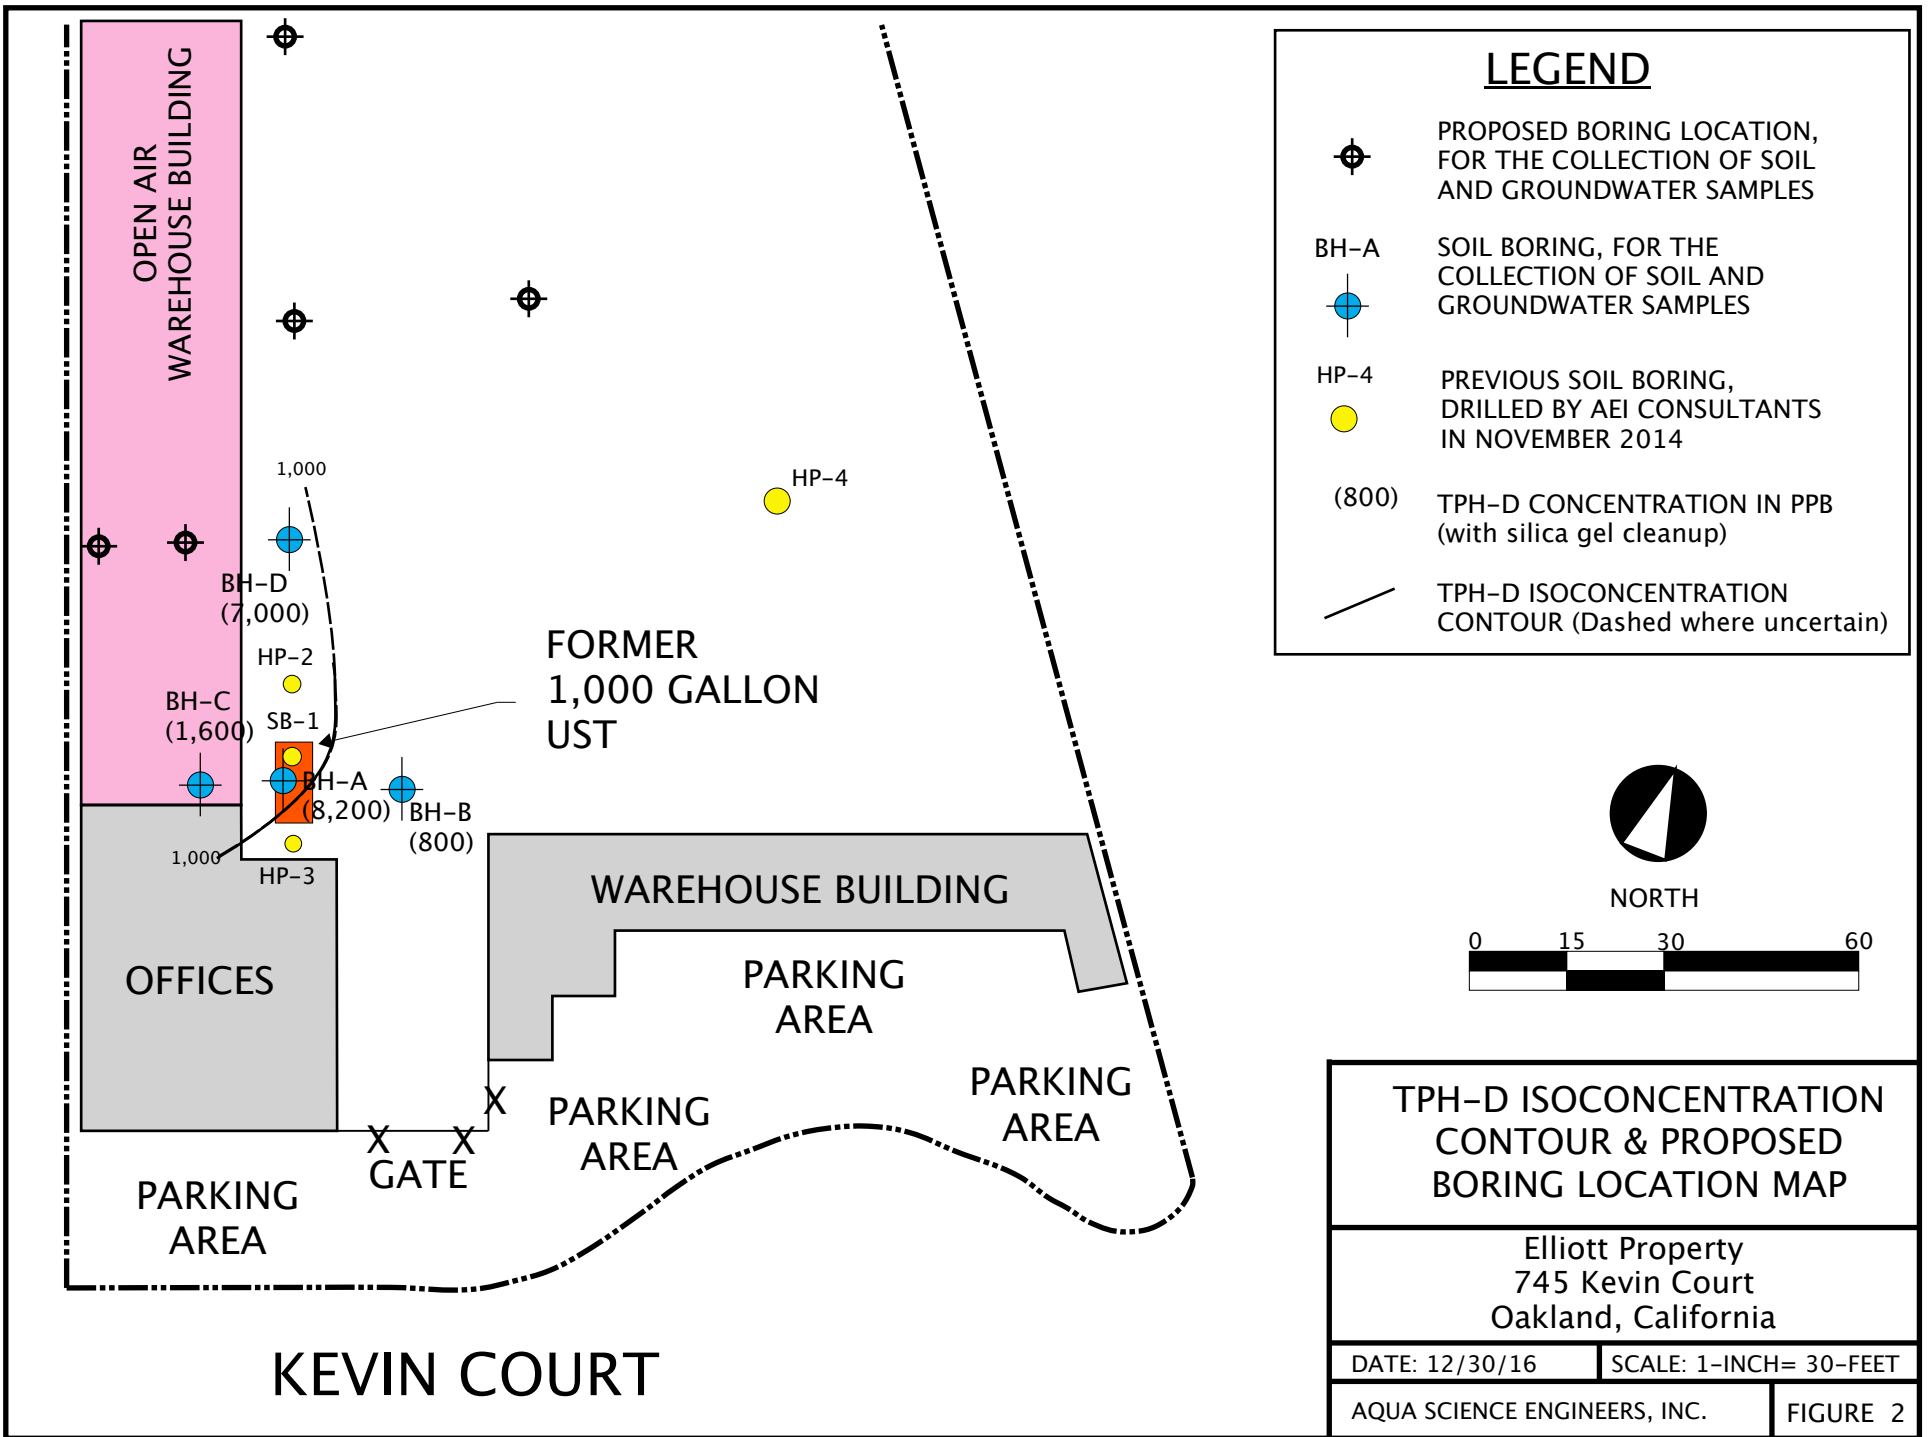 OPEN AIR
WAREHOUSE BUILDING
LEGEND
PROPOSED BORING LOCATION,
FOR THE COLLECTION OF SOIL
AND GROUNDWATER SAMPLES
BH-A
SOIL BORING, FOR THE
COLLECTION OF SOIL AND
GROUNDWATER SAMPLES
HP-4
PREVIOUS SOIL BORING,
DRILLED BY AEI CONSULTANTS
IN NOVEMBER 2014
(800)
TPH-D CONCENTRATION IN PPB
(with silica gel cleanup)
TPH-D ISOCONCENTRATION
CONTOUR (Dashed where uncertain)
1,000
HP-4
BH-D
(7,000)
HP-2
BH-C
(1,600)
SB-1
FORMER
1,000 GALLON
UST
BH-A
(8,200)
BH-B
(800)
1,000
HP-3
WAREHOUSE BUILDING
OFFICES
PARKING
AREA
PARKING
AREA
PARKING
AREA
X
X
X
GATE
PARKING
AREA
KEVIN COURT
NORTH
0
15
30
60
TPH-D ISOCONCENTRATION
CONTOUR & PROPOSED
BORING LOCATION MAP
Elliott Property
745 Kevin Court
Oakland, California
DATE: 12/30/16
SCALE: 1-INCH= 30-FEET
AQUA SCIENCE ENGINEERS, INC.
FIGURE 2